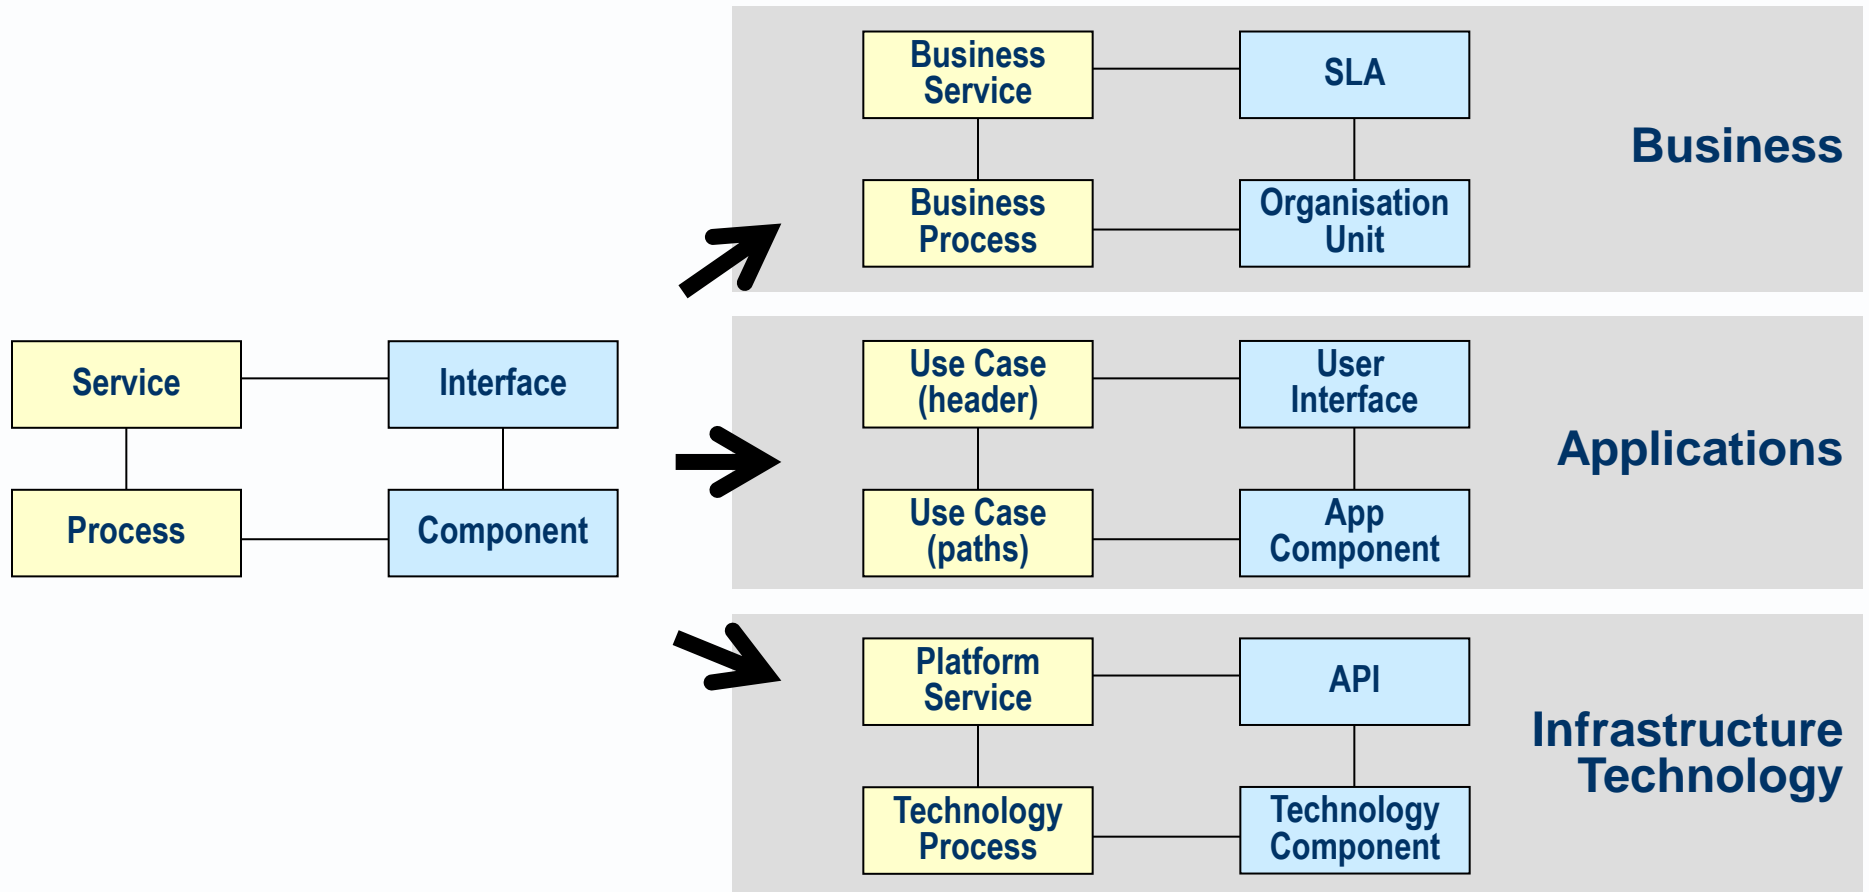 Service
Interface
Process
Component
Business
Service
SLA
Business
Process
Organisation
Unit
Business
Use Case
(header)
User
Interface
Use Case
(paths)
App
Component
Applications
Platform
Service
API
Technology
Process
Technology
Component
Infrastructure
Technology